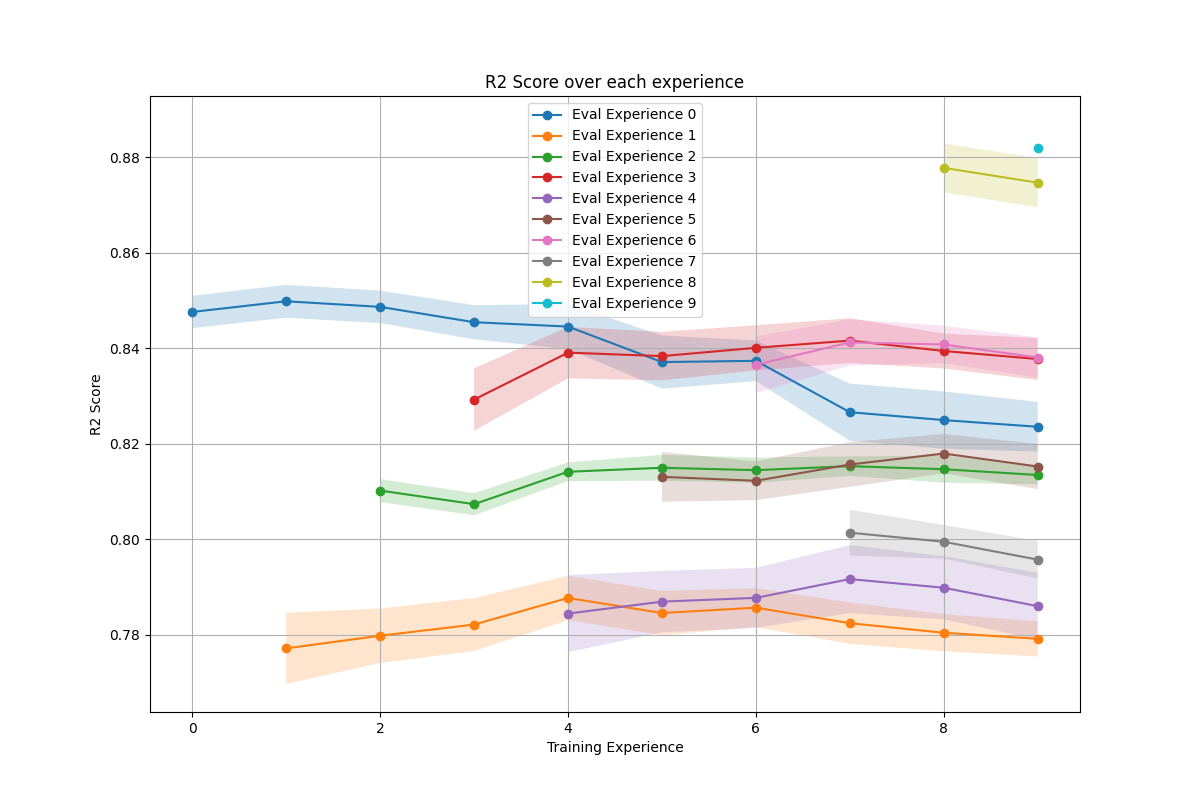 R2 Score over each experience
Eval Experience 0
Eval Experience 1
Eval Experience 2
Eval Experience 3
Eval Experience 4
Eval Experience 5
Eval Experience 6
Eval Experience 7
Eval Experience 8
Eval Experience 9
0.88
0.86
0.84
0.82
0.80
0.78
R2 Score
0 2 4 6 8
Training Experience